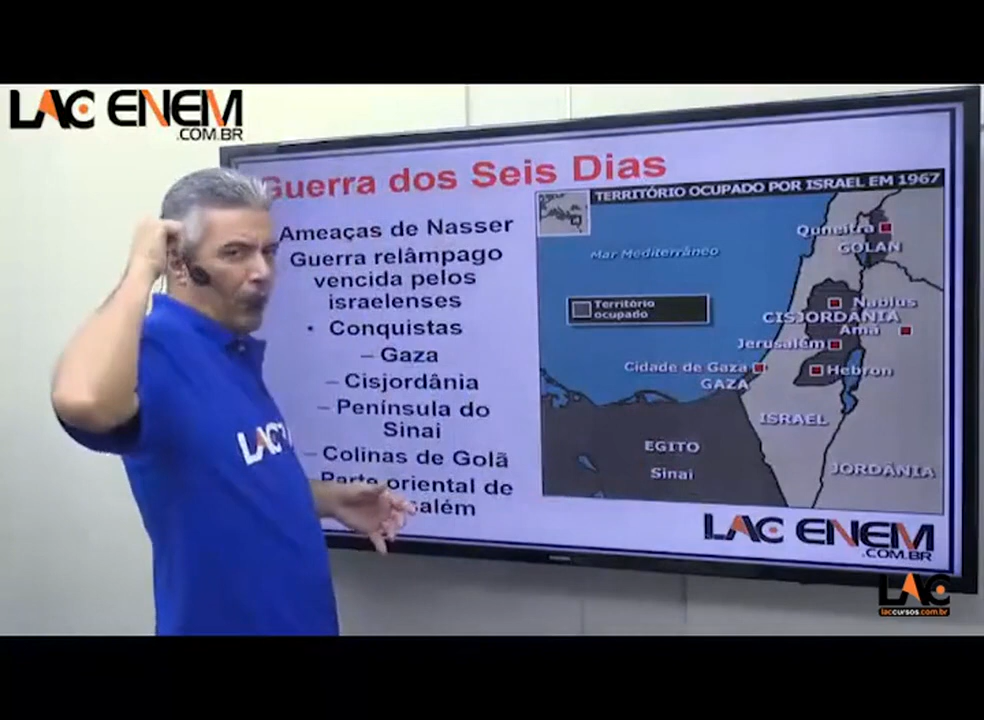 LAC ENEM
.COM.BR
Guerra dos Seis Dias
Ameaças de Nasser
Guerra relâmpago
vencida pelos
israelenses
• Conquistas
– Gaza
– Cisjordânia
– Península do
Sinai
– Colinas de Golã
Parte oriental de
salém
TERRITÓRIO OCUPADO POR ISRAEL EM 1967
Mar Mediterrâneo
Território
ocupado
Quneitra
GOLAN
Nablus
CISJORDÂNIA
Amã
Jerusalém
Hebron
Cidade de Gaza
GAZA
ISRAEL
EGITO
Sinai
JORDÂNIA
LAC ENEM
.COM.BR
LAC
laccursos.com.br
LAC